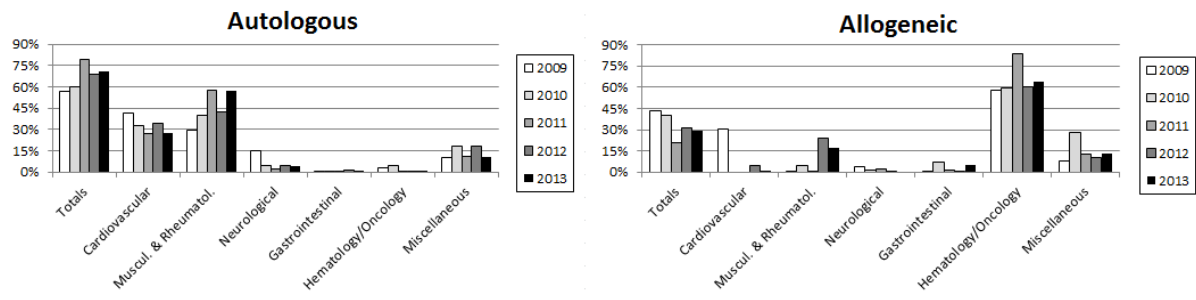 Autologous
90%
75%
60%
45%
30%
15%
0%
Totals
Cardiovascular
Muscul. & Rheumatol.
Neurological
Gastrointestinal
Hematology/Oncology
Miscellaneous
2009
2010
2011
2012
2013
Allogeneic
90%
75%
60%
45%
30%
15%
0%
Totals
Cardiovascular
Muscul. & Rheumatol.
Neurological
Gastrointestinal
Hematology/Oncology
Miscellaneous
2009
2010
2011
2012
2013